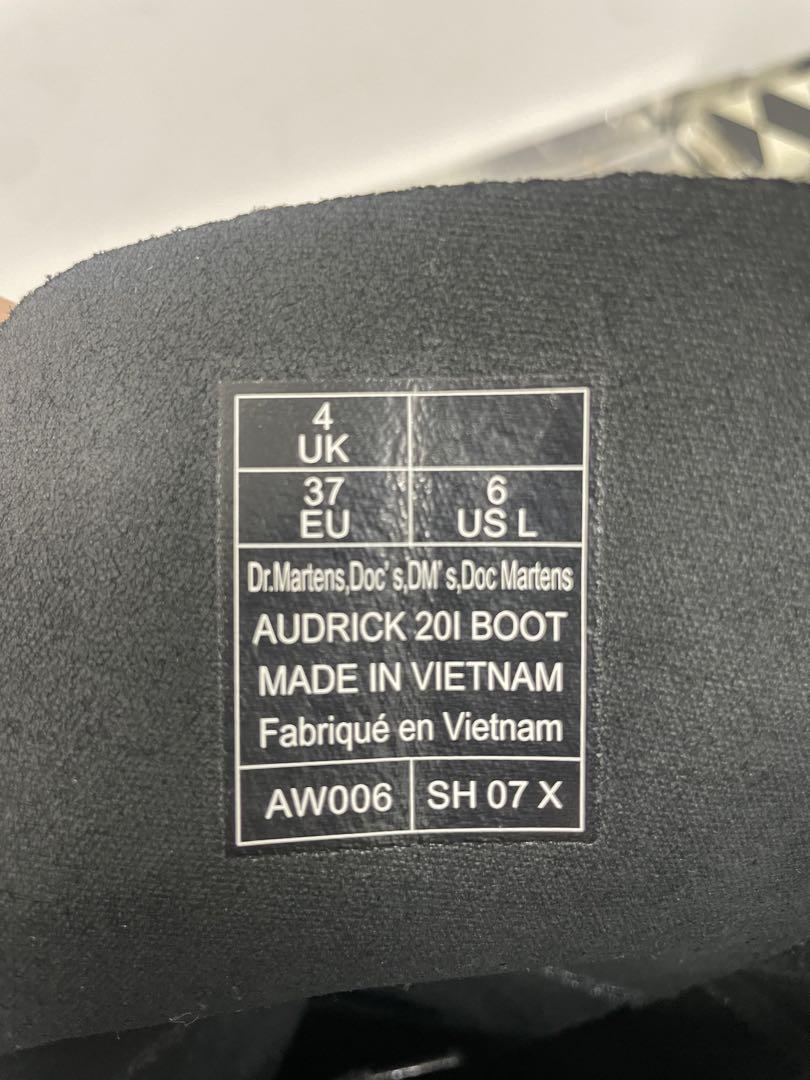 4
UK
37
EU
6
US L
Dr.Martens,Doc's,DM's,Doc Martens
AUDRICK 20I BOOT
MADE IN VIETNAM
Fabriqué en Vietnam
AW006
SH 07 X